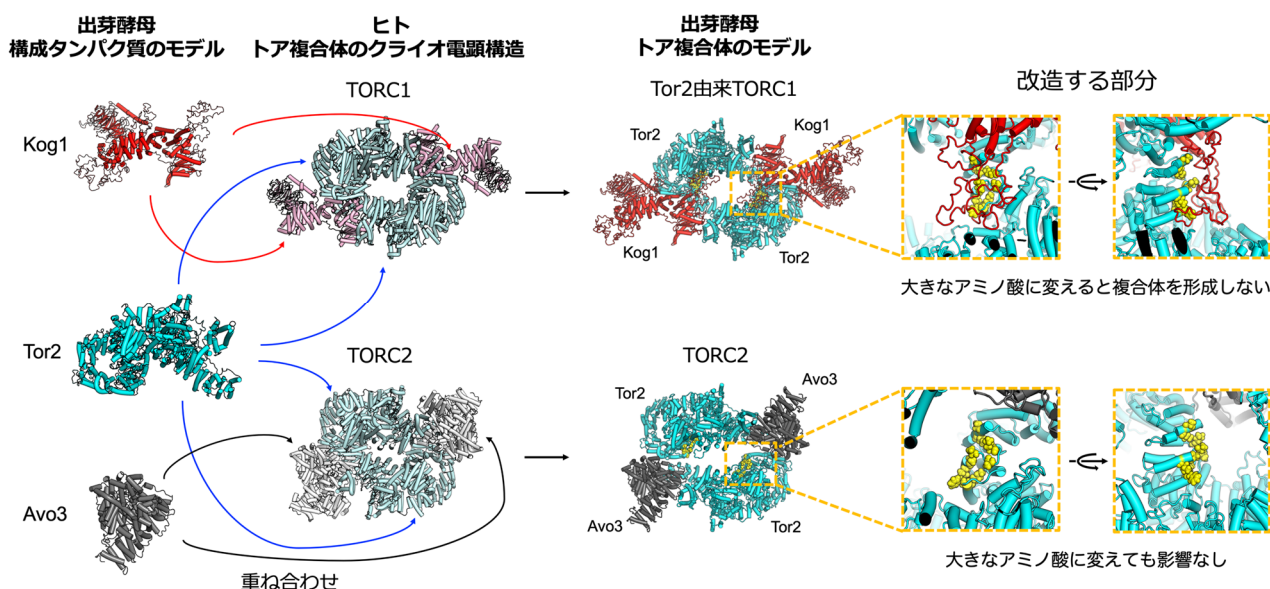 出芽酵母
構成タンパク質のモデル
ヒト
トア複合体のクライオ電顕構造
出芽酵母
トア複合体のモデル
Kog1
TORC1
Tor2由来TORC1
Tor2
Kog1
Kog1
Tor2
改造する部分
大きなアミノ酸に変えると複合体を形成しない
Tor2
TORC2
TORC2
Tor2
Avo3
Avo3
Tor2
大きなアミノ酸に変えても影響なし
Avo3
重ね合わせ